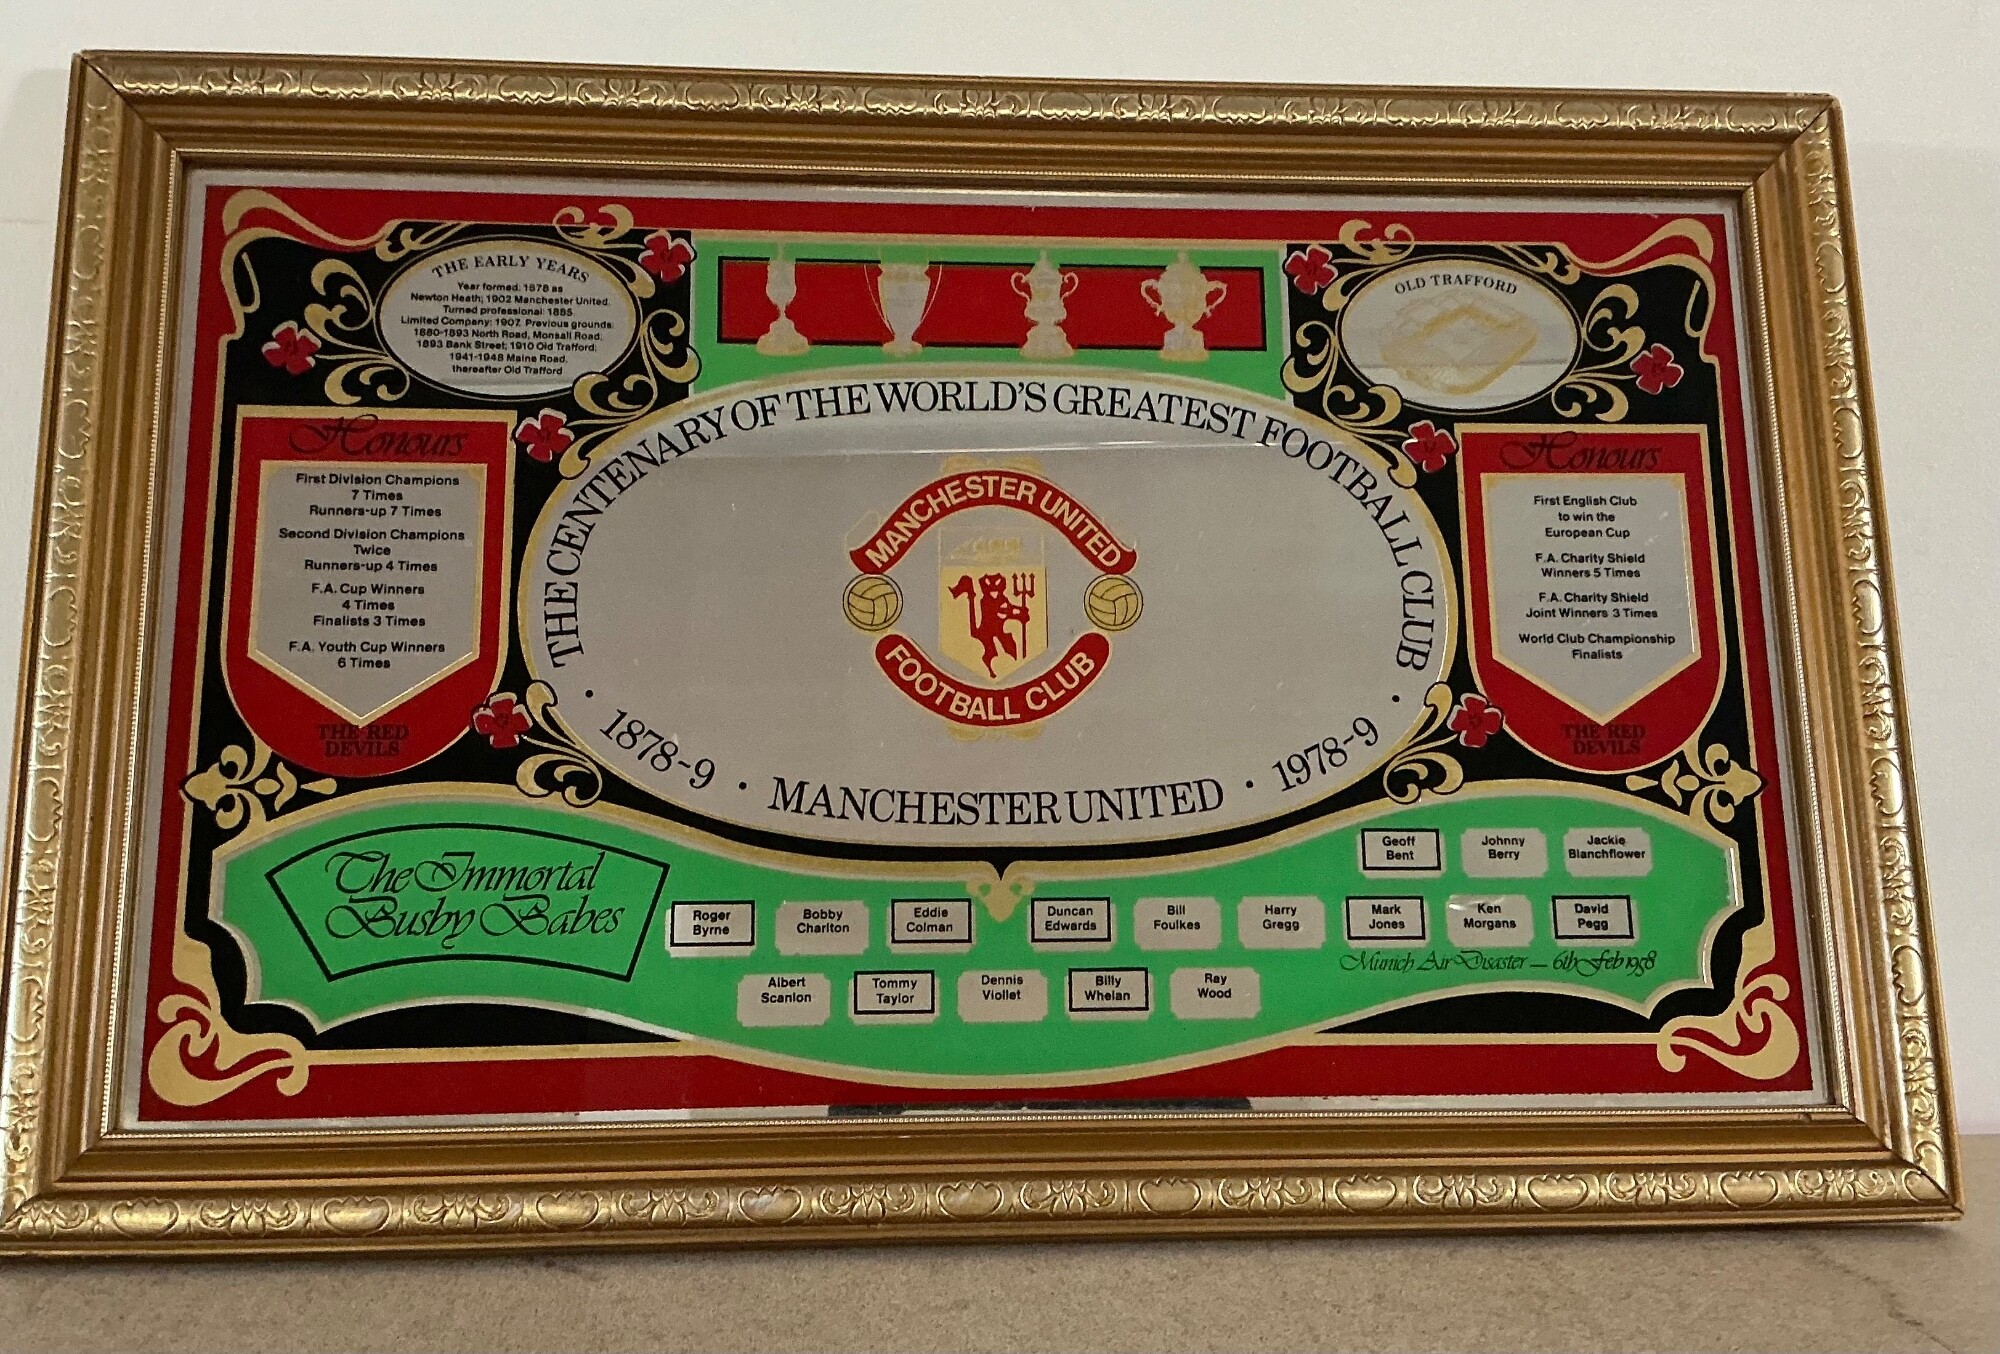 THE EARLY YEARS
Year formed: 1878 as
Newton Heath; 1902 Manchester United.
Turned professional: 1885.
Limited Company: 1907. Previous grounds:
1880-1893 North Road, Monsall Road,
1893 Bank Street; 1910 Old Trafford;
1941-1948 Maine Road,
thereafter Old Trafford
OLD TRAFFORD
THE CENTENARY OF THE WORLD'S GREATEST FOOTBALL CLUB
Honours
First Division Champions
7 Times
Runners-up 7 Times
Second Division Champions
Twice
Runners-up 4 Times
F.A. Cup Winners
4 Times
Finalists 3 Times
F.A. Youth Cup Winners
6 Times
THE RED
DEVILS
MANCHESTER UNITED
FOOTBALL CLUB
Honours
First English Club
to win the
European Cup
F.A. Charity Shield
Winners 5 Times
F.A. Charity Shield
Joint Winners 3 Times
World Club Championship
Finalists
THE RED
DEVILS
• 1878-9 • MANCHESTER UNITED • 1978-9 •
The Immortal
Busby Babes
Roger
Byrne
Bobby
Charlton
Eddie
Colman
Duncan
Edwards
Bill
Foulkes
Harry
Gregg
Geoff
Bent
Johnny
Berry
Jackie
Blanchflower
Mark
Jones
Ken
Morgans
David
Pegg
Albert
Scanlon
Tommy
Taylor
Dennis
Viollet
Billy
Whelan
Ray
Wood
Munich Air Disaster — 6th Feb 1958